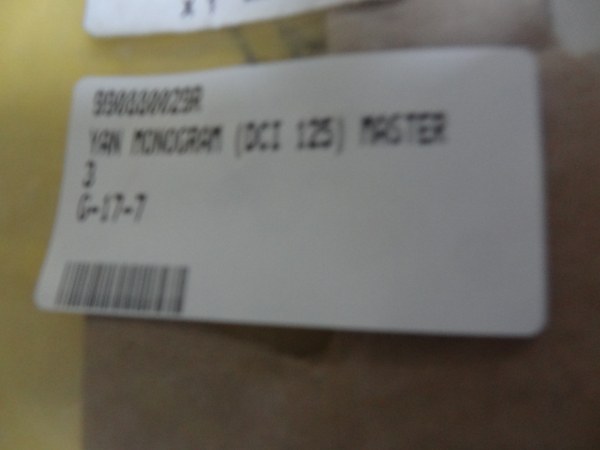 YAN MONOGRAM (DCI 125) MASTER
3
G-17-7